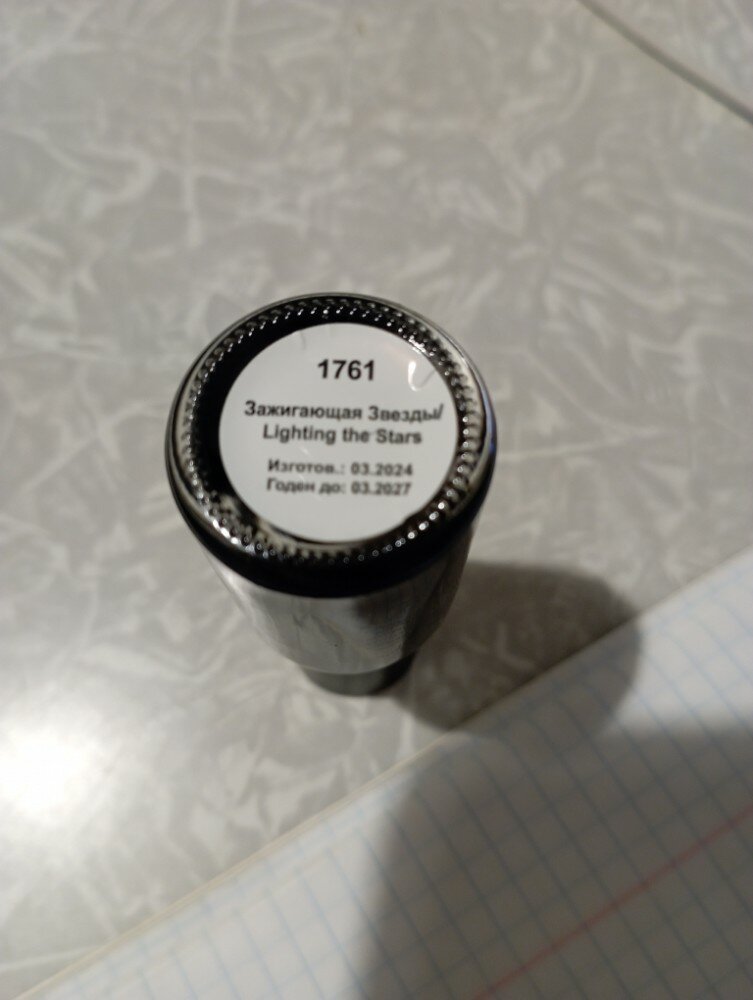 1761
Зажигающая Звезды/
Lighting the Stars
Изготов.: 03.2024
Годен до: 03.2027